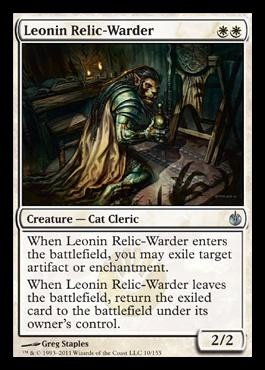 Leonin Relic-Warder
Creature — Cat Cleric
When Leonin Relic-Warder enters
the battlefield, you may exile target
artifact or enchantment.
When Leonin Relic-Warder leaves
the battlefield, return the exiled
card to the battlefield under its
owner's control.
Greg Staples
2/2
™ & © 1993-2011 Wizards of the Coast LLC 10/155